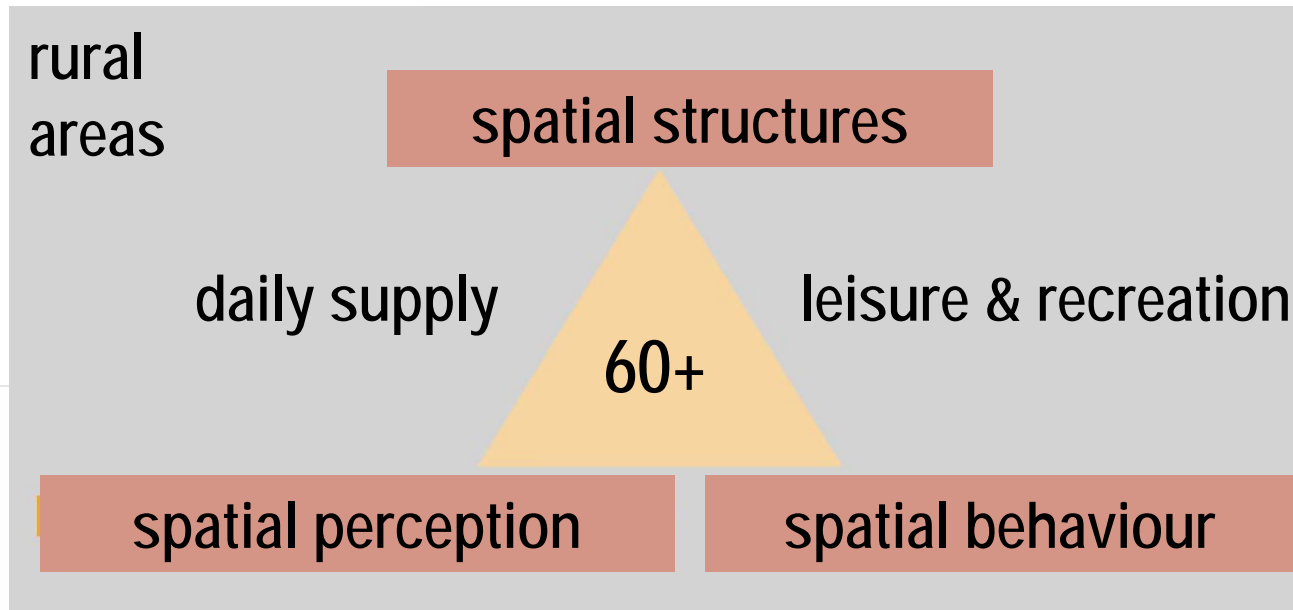 rural
areas
spatial structures
daily supply
leisure & recreation
60+
spatial perception
spatial behaviour